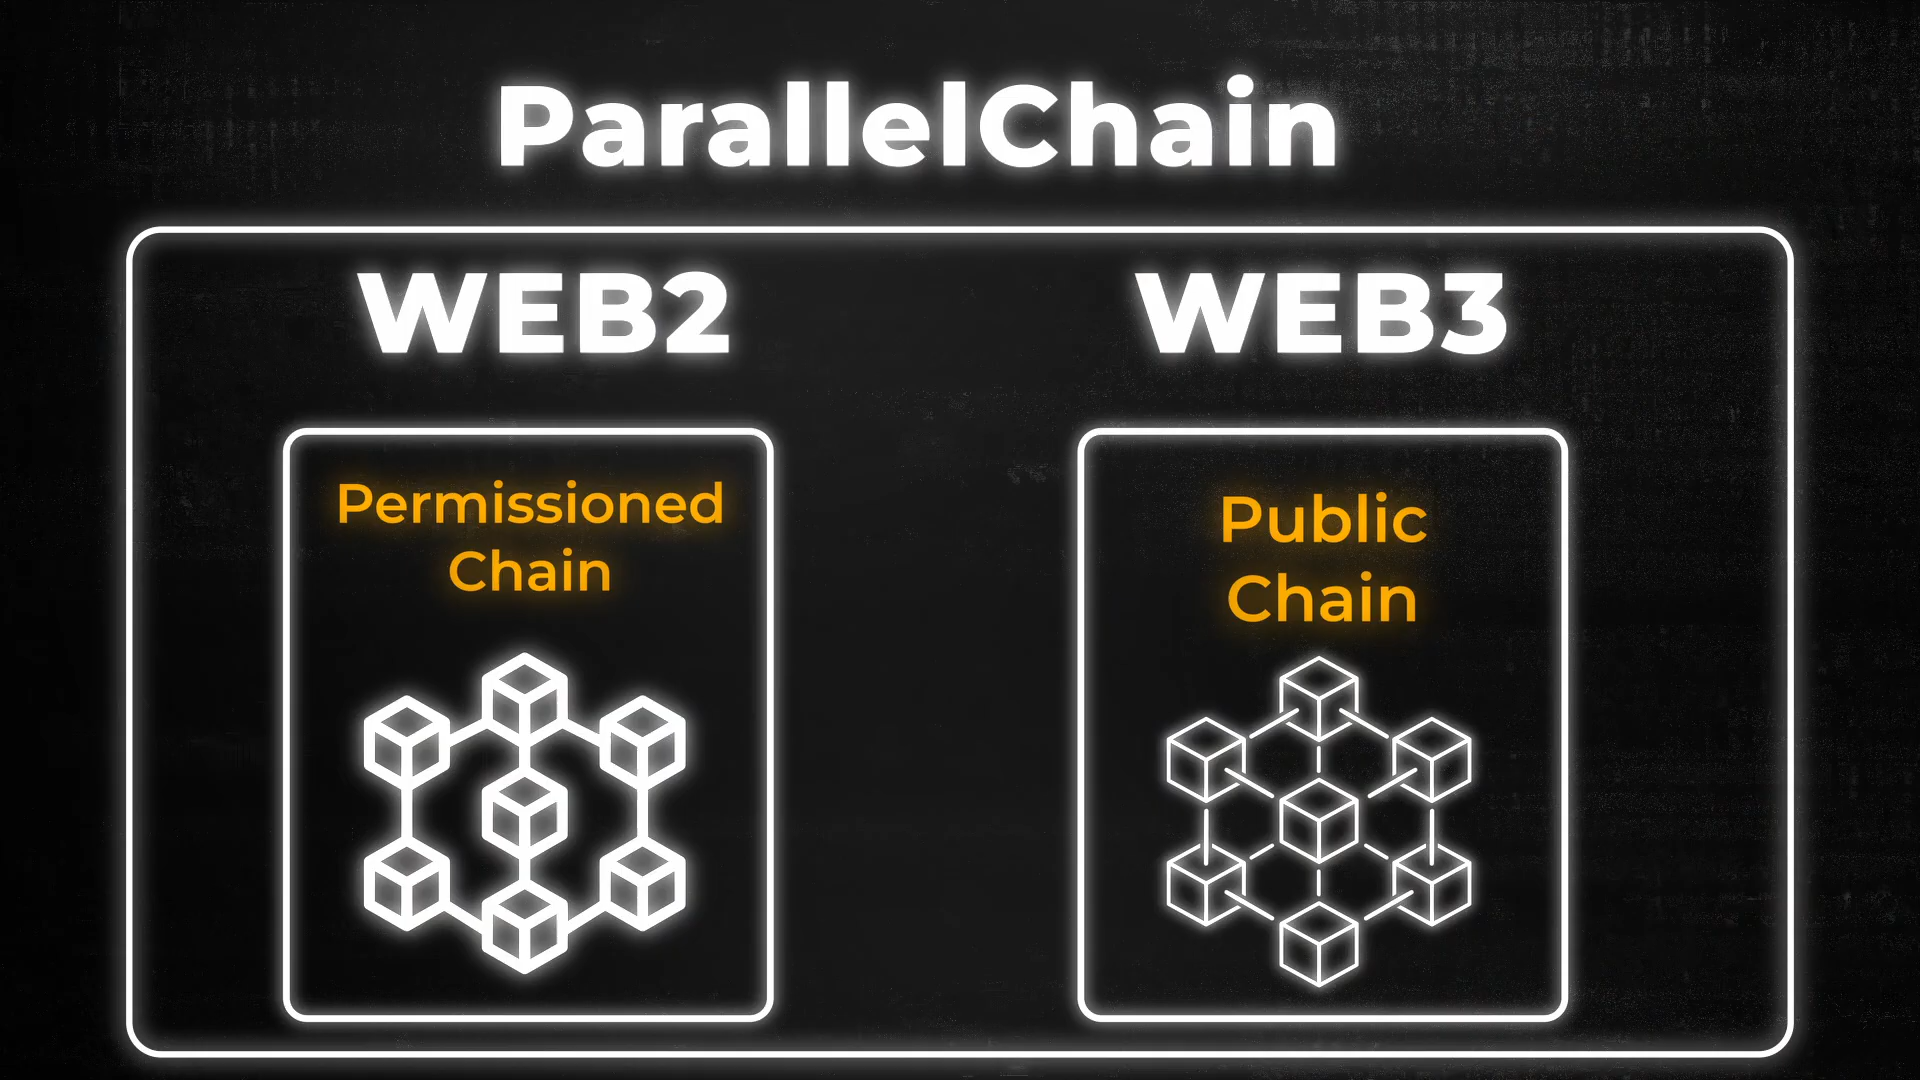 ParallelChain
WEB2
WEB3
Permissioned
Chain
Public
Chain